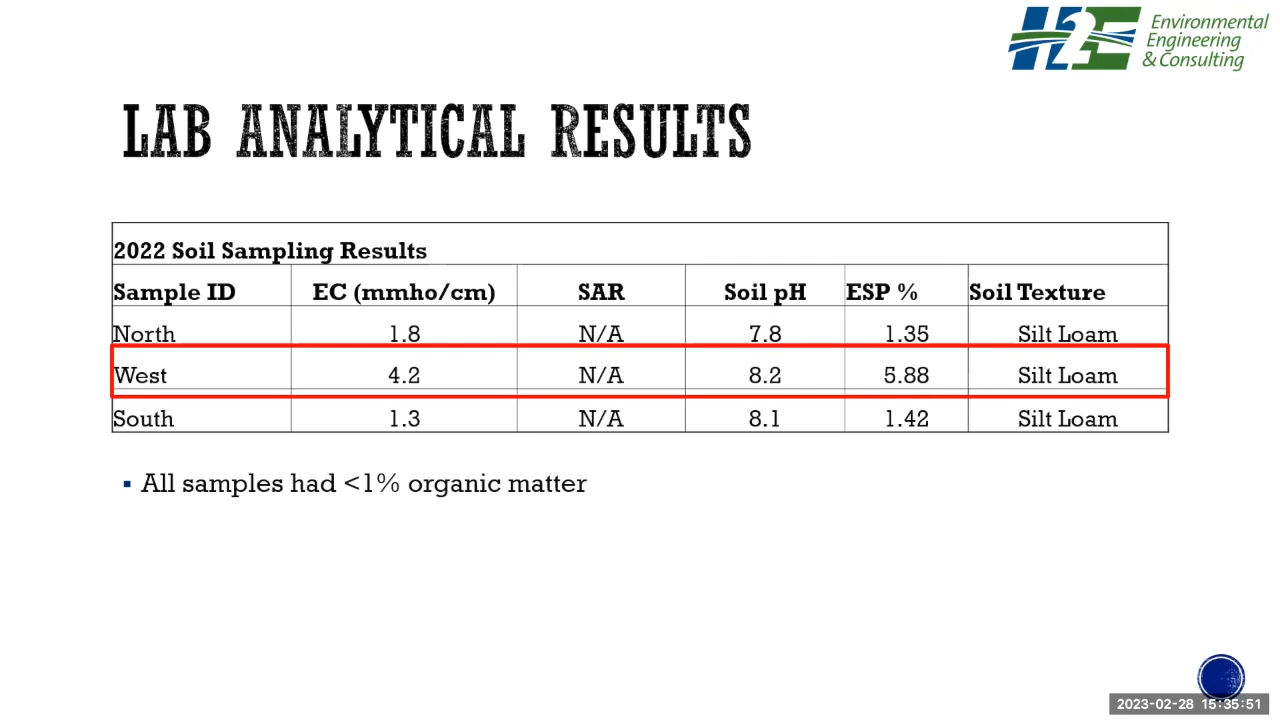 H2E Environmental
Engineering
& Consulting
LAB ANALYTICAL RESULTS
2022 Soil Sampling Results
Sample ID EC (mmho/cm) SAR Soil pH ESP % Soil Texture
North 1.8 N/A 7.8 1.35 Silt Loam
West 4.2 N/A 8.2 5.88 Silt Loam
South 1.3 N/A 8.1 1.42 Silt Loam
▪ All samples had <1% organic matter
2023-02-28 15:35:51